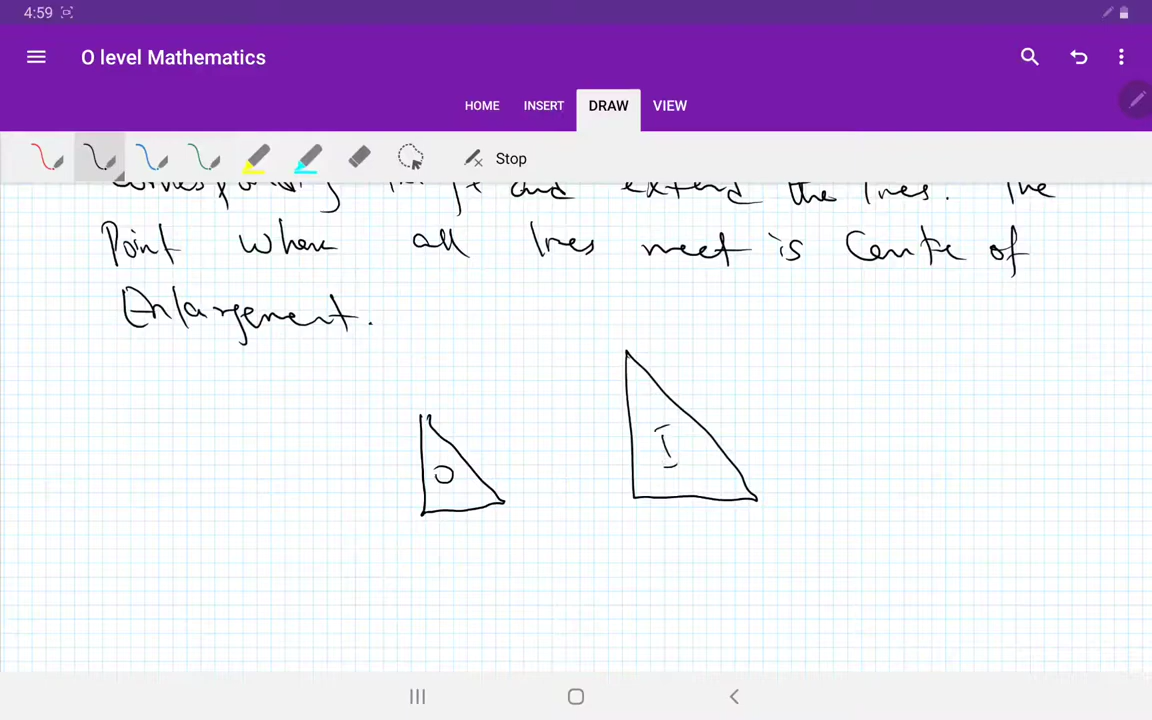 4:59
O level Mathematics
HOME INSERT DRAW VIEW
Stop
and extend the lines. The
Point where all lines meet is Centre of
Enlargement.
O
I